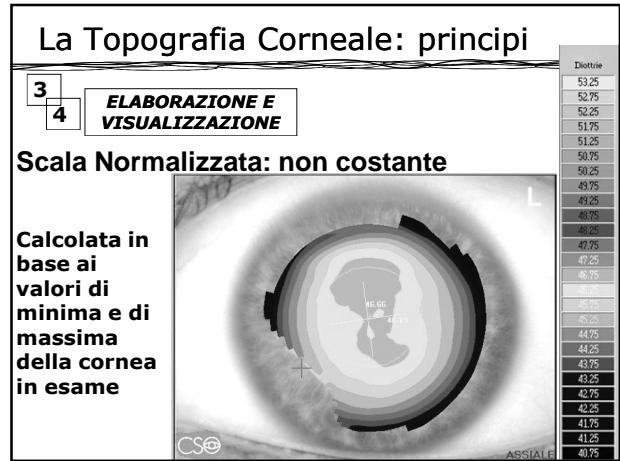 La Topografia Corneale: principi
3
4
ELABORAZIONE E
VISUALIZZAZIONE
Scala Normalizzata: non costante
Calcolata in
base ai
valori di
minima e di
massima
della cornea
in esame
L
46.66
CSO
ASSIALE
Diottrie
53.25
52.75
52.25
51.75
51.25
50.75
50.25
49.75
49.25
48.75
48.25
47.75
47.25
46.75
45.75
45.25
44.75
44.25
43.75
43.25
42.75
42.25
41.75
41.25
40.75